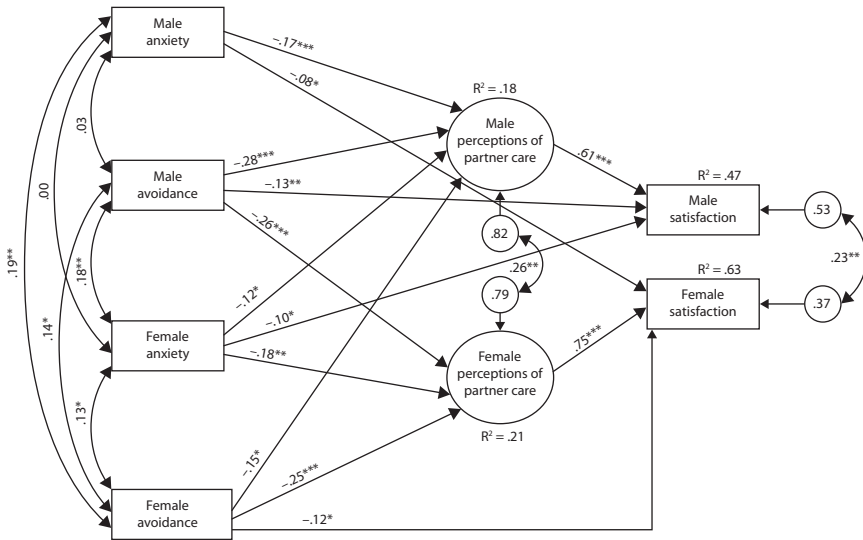 Male
anxiety
–.17***
–.08*
R² = .18
Male
perceptions of
partner care
.03
.61***
Male
avoidance
–.28***
–.13**
R² = .47
Male
satisfaction
.53
.00
–.26***
.82
.26**
.23**
.19**
.18**
R² = .63
Female
satisfaction
.37
.79
–.12*
–.10*
.14*
Female
anxiety
–.18**
.75***
Female
perceptions of
partner care
R² = .21
.13*
–.15*
–.25***
Female
avoidance
–.12*